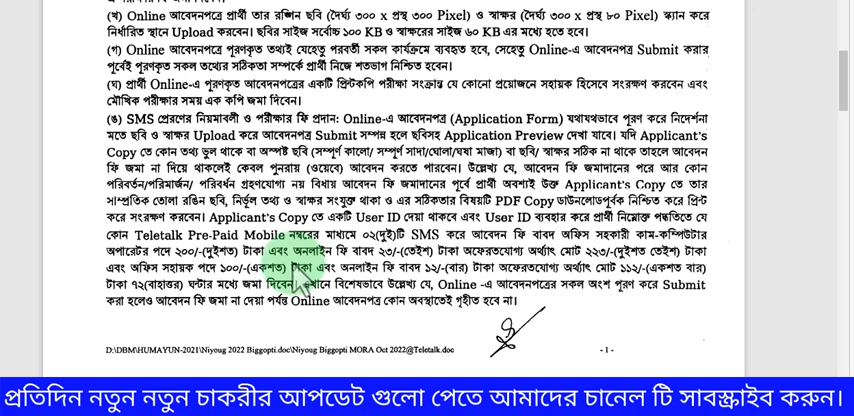 (খ) Online আবেদনপত্রে প্রার্থী তার রঙ্গিন ছবি (দৈর্ঘ্য ৩০০ x প্রস্থ ৩০০ Pixel) ও স্বাক্ষর (দৈর্ঘ্য ৩০০ x প্রস্থ ৮০ Pixel) স্ক্যান করে
নির্ধারিত স্থানে Upload করবেন। ছবির সাইজ সর্বোচ্চ ১০০ KB ও স্বাক্ষরের সাইজ ৬০ KB এর মধ্যে হতে হবে।
(গ) Online আবেদনপত্রে পূরণকৃত তথ্যই যেহেতু পরবর্তী সকল কার্যক্রমে ব্যবহৃত হবে, সেহেতু Online-এ আবেদনপত্র Submit করার
পূর্বেই পূরণকৃত সকল তথ্যের সঠিকতা সম্পর্কে প্রার্থী নিজে শতভাগ নিশ্চিত হবেন।
(ঘ) প্রার্থী Online-এ পূরণকৃত আবেদনপত্রের একটি প্রিন্টকপি পরীক্ষা সংক্রান্ত যে কোনো প্রয়োজনে সহায়ক হিসেবে সংরক্ষণ করবেন এবং
মৌখিক পরীক্ষার সময় এক কপি জমা দিবেন।
(ঙ) SMS প্রেরণের নিয়মাবলী ও পরীক্ষার ফি প্রদান: Online-এ আবেদনপত্র (Application Form) যথাযথভাবে পূরণ করে নির্দেশনা
মতে ছবি ও স্বাক্ষর Upload করে আবেদনপত্র Submit সম্পন্ন হলে ছবিসহ Application Preview দেখা যাবে। যদি Applicant's
Copy তে কোন তথ্য ভুল থাকে বা অস্পষ্ট ছবি (সম্পূর্ণ কালো/ সম্পূর্ণ সাদা/ঘোলা/ঘষা মাজা) বা ছবি/ স্বাক্ষর সঠিক না থাকে তাহলে আবেদন
ফি জমা না দিয়ে থাকলেই কেবল পুনরায় (ওয়েবে) আবেদন করতে পারবেন। উল্লেখ্য যে, আবেদন ফি জমাদানের পরে আর কোন
পরিবর্তন/পরিমার্জন/ পরিবর্ধন গ্রহণযোগ্য নয় বিধায় আবেদন ফি জমাদানের পূর্বে প্রার্থী অবশ্যই উক্ত Applicant's Copy তে তার
সাম্প্রতিক তোলা রঙিন ছবি, নির্ভুল তথ্য ও স্বাক্ষর সংযুক্ত থাকা ও এর সঠিকতার বিষয়টি PDF Copy ডাউনলোডপূর্বক নিশ্চিত করে প্রিন্ট
করে সংরক্ষণ করবেন। Applicant's Copy তে একটি User ID দেয়া থাকবে এবং User ID ব্যবহার করে প্রার্থী নিম্নোক্ত পদ্ধতিতে যে
কোন Teletalk Pre-Paid Mobile নম্বরের মাধ্যমে ০২(দুই)টি SMS করে আবেদন ফি বাবদ অফিস সহকারী কাম-কম্পিউটার
অপারেটর পদে ২০০/-(দুইশত) টাকা এবং অনলাইন ফি বাবদ ২৩/-(তেইশ) টাকা অফেরতযোগ্য অর্থ্যাৎ মোট ২২৩/-(দুইশত তেইশ) টাকা
এবং অফিস সহায়ক পদে ১০০/-(একশত) টাকা এবং অনলাইন ফি বাবদ ১২/-(বার) টাকা অফেরতযোগ্য অর্থ্যাৎ মোট ১১২/-(একশত বার)
টাকা ৭২(বাহাত্তর) ঘন্টার মধ্যে জমা দিবেন। এখানে বিশেষভাবে উল্লেখ্য যে, Online -এ আবেদনপত্রের সকল অংশ পূরণ করে Submit
করা হলেও আবেদন ফি জমা না দেয়া পর্যন্ত Online আবেদনপত্র কোন অবস্থাতেই গৃহীত হবে না।
D:\DBM\HUMAYUN-2021\Niyoug 2022 Biggopti.doc\Niyoug Biggopti MORA Oct 2022@Teletalk.doc
- 1 -
প্রতিদিন নতুন নতুন চাকরীর আপডেট গুলো পেতে আমাদের চানেল টি সাবস্ক্রাইব করুন।